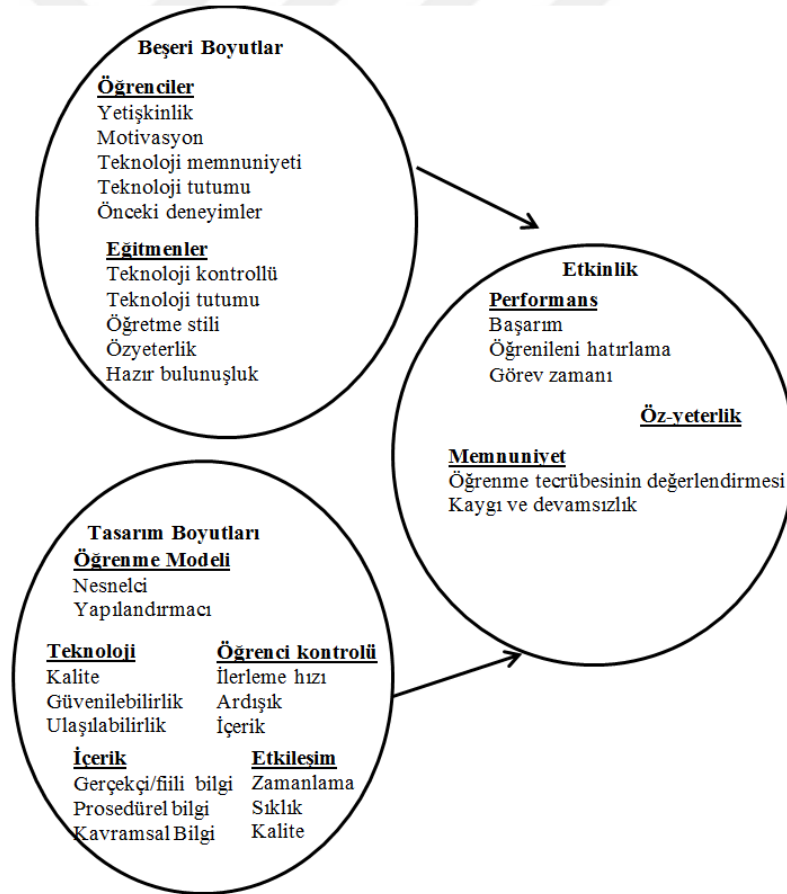 Beşeri Boyutlar
Öğrenciler
Yetişkinlik
Motivasyon
Teknoloji memnuniyeti
Teknoloji tutumu
Önceki deneyimler
Eğitmenler
Teknoloji kontrollü
Teknoloji tutumu
Öğretme stili
Özyeterlik
Hazır bulunuşluk
Etkinlik
Performans
Başarım
Öğrenileni hatırlama
Görev zamanı
Öz-yeterlik
Memnuniyet
Öğrenme tecrübesinin değerlendirmesi
Kaygı ve devamsızlık
Tasarım Boyutları
Öğrenme Modeli
Nesnelci
Yapılandırmacı
Teknoloji
Kalite
Güvenilebilirlik
Ulaşılabilirlik
Öğrenci kontrolü
İlerleme hızı
Ardışık
İçerik
İçerik
Gerçekçi/fiili bilgi
Prosedürel bilgi
Kavramsal Bilgi
Etkileşim
Zamanlama
Sıklık
Kalite